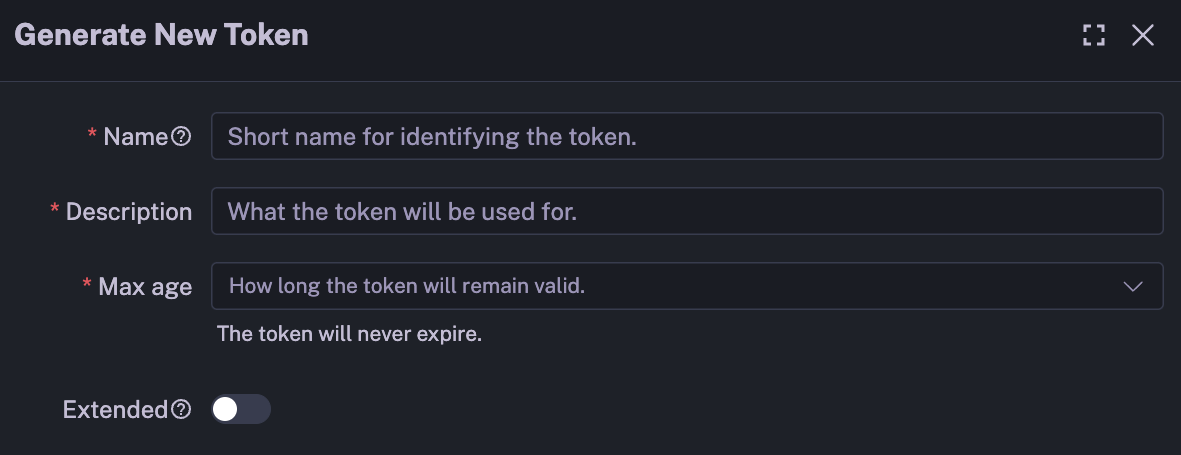 Generate New Token
* Name Short name for identifying the token.
* Description What the token will be used for.
* Max age How long the token will remain valid.
The token will never expire.
Extended